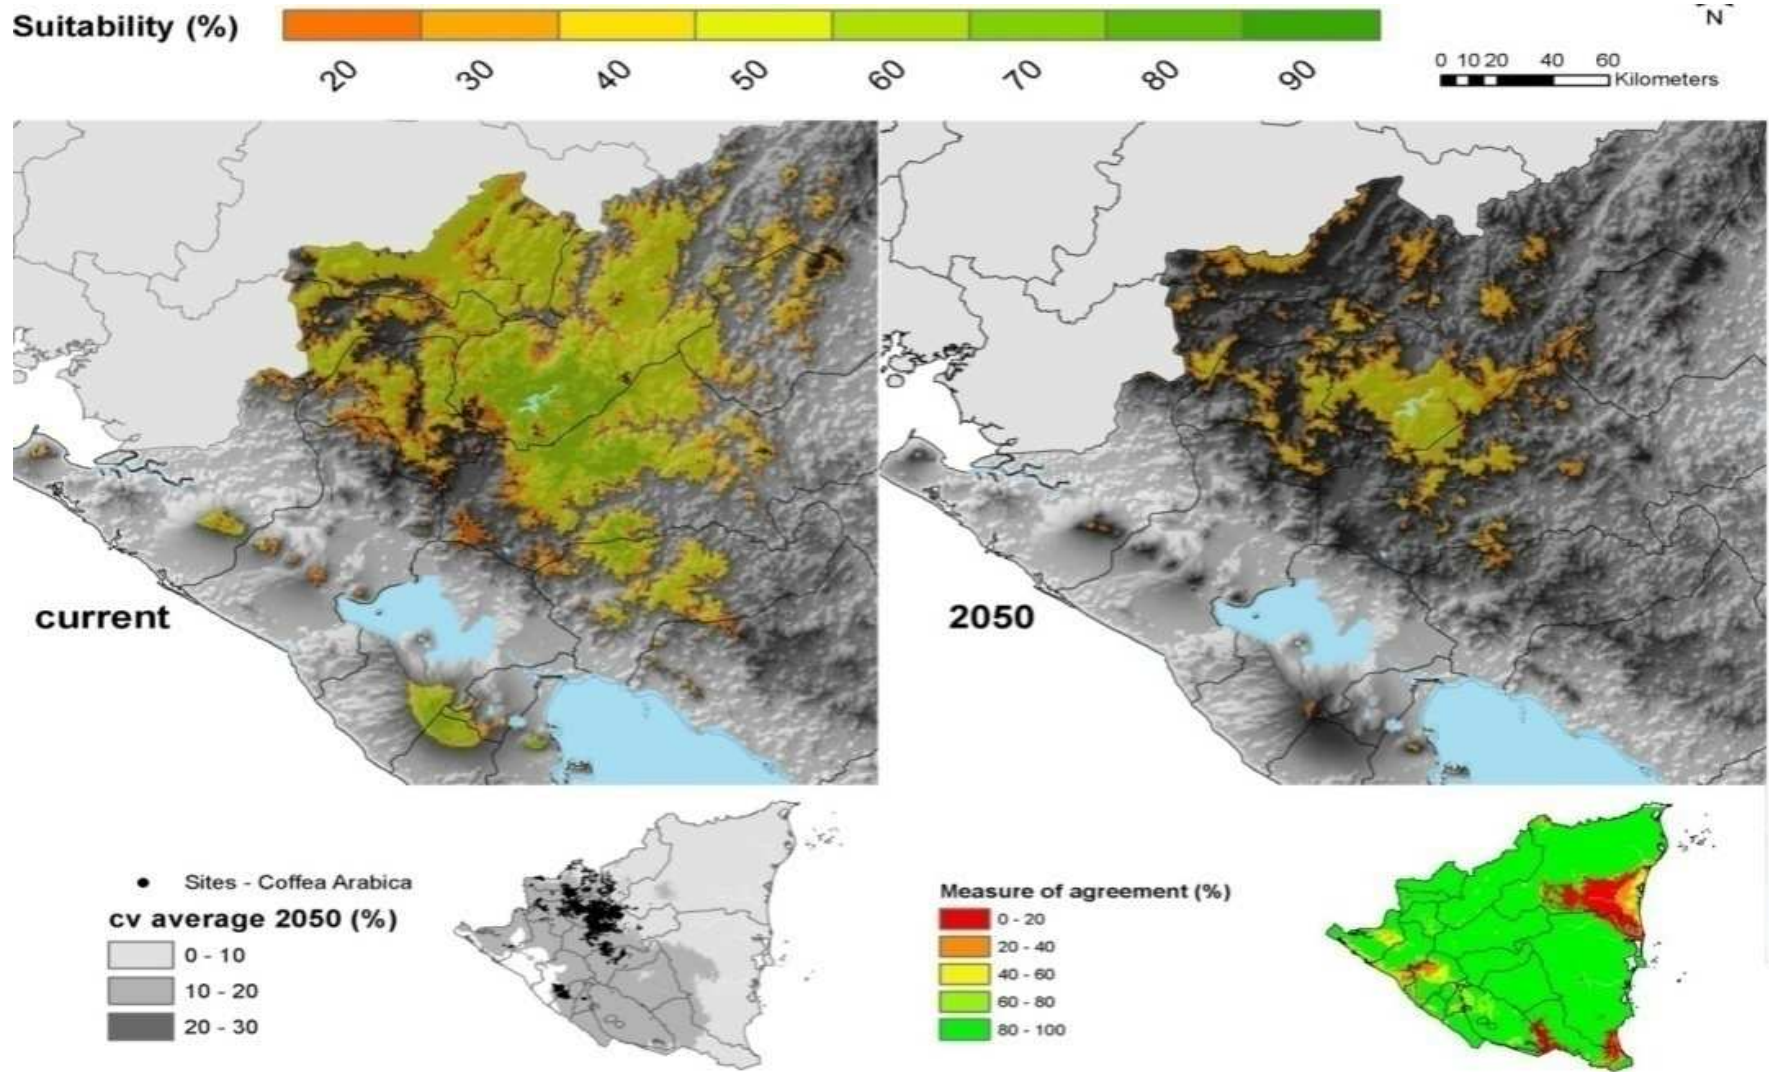 Suitability (%)
20 30 40 50 60 70 80 90
N
0 10 20 40 60
Kilometers
current
2050
Sites - Coffea Arabica
cv average 2050 (%)
0 - 10
10 - 20
20 - 30
Measure of agreement (%)
0 - 20
20 - 40
40 - 60
60 - 80
80 - 100